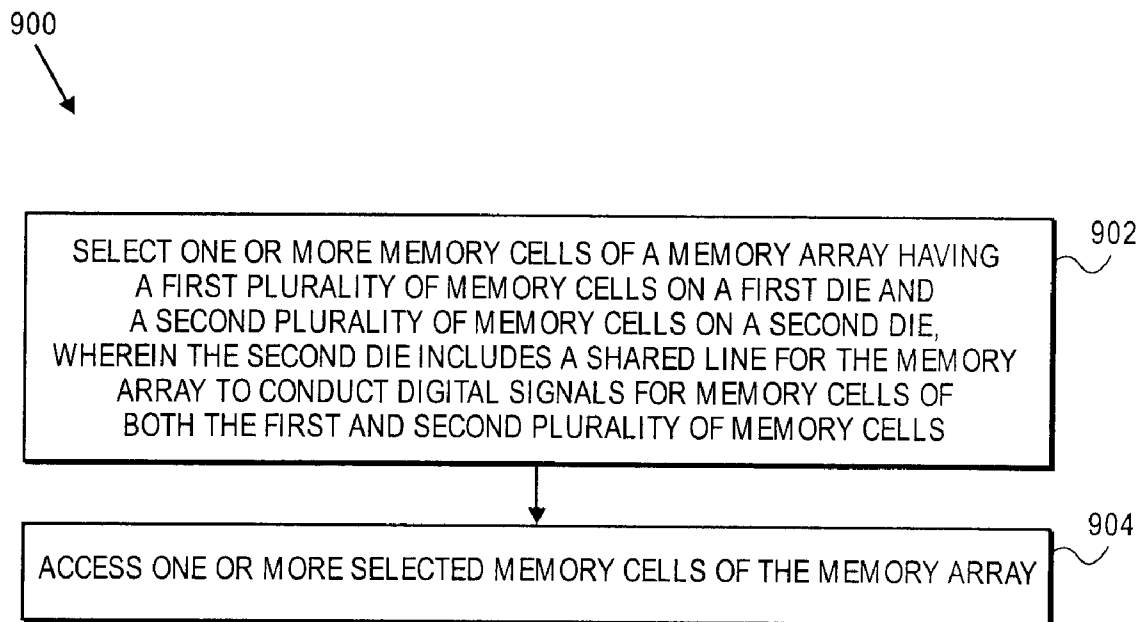 900
SELECT ONE OR MORE MEMORY CELLS OF A MEMORY ARRAY HAVING
A FIRST PLURALITY OF MEMORY CELLS ON A FIRST DIE AND
A SECOND PLURALITY OF MEMORY CELLS ON A SECOND DIE,
WHEREIN THE SECOND DIE INCLUDES A SHARED LINE FOR THE MEMORY
ARRAY TO CONDUCT DIGITAL SIGNALS FOR MEMORY CELLS OF
BOTH THE FIRST AND SECOND PLURALITY OF MEMORY CELLS
902
ACCESS ONE OR MORE SELECTED MEMORY CELLS OF THE MEMORY ARRAY
904